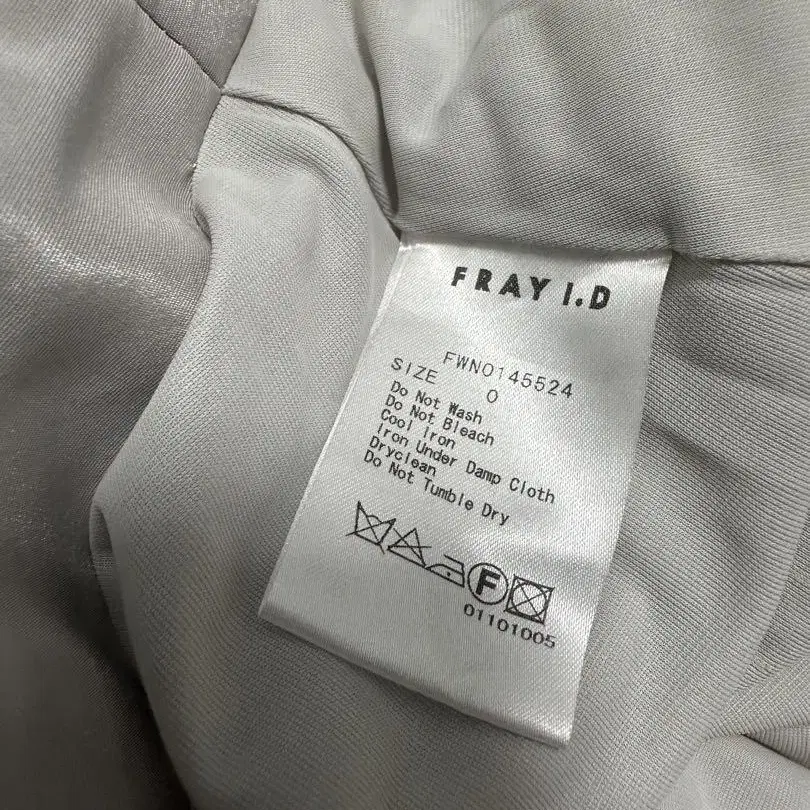 FRAY I.D
FWNO145524
SIZE 0
Do Not Wash
Do Not Bleach
Cool Iron
Iron Under Damp Cloth
Dryclean
Do Not Tumble Dry
F
01101005